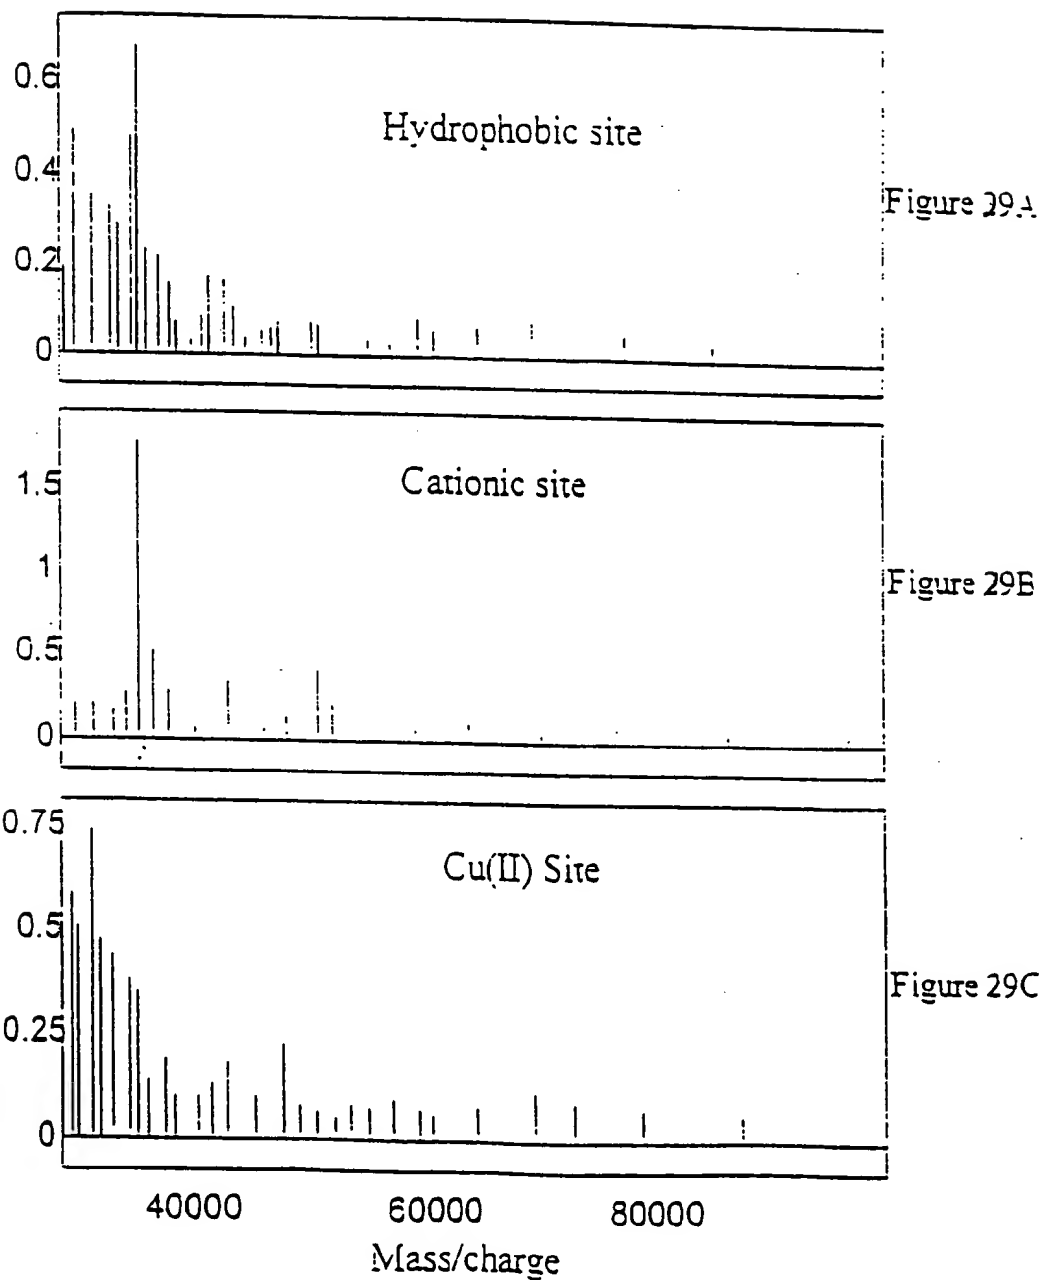 0.6
0.4
0.2
0
Hydrophobic site
Figure 29A
1.5
1
0.5
0
Cationic site
Figure 29B
0.75
0.5
0.25
0
Cu(II) Site
Figure 29C
40000 60000 80000
Mass/charge